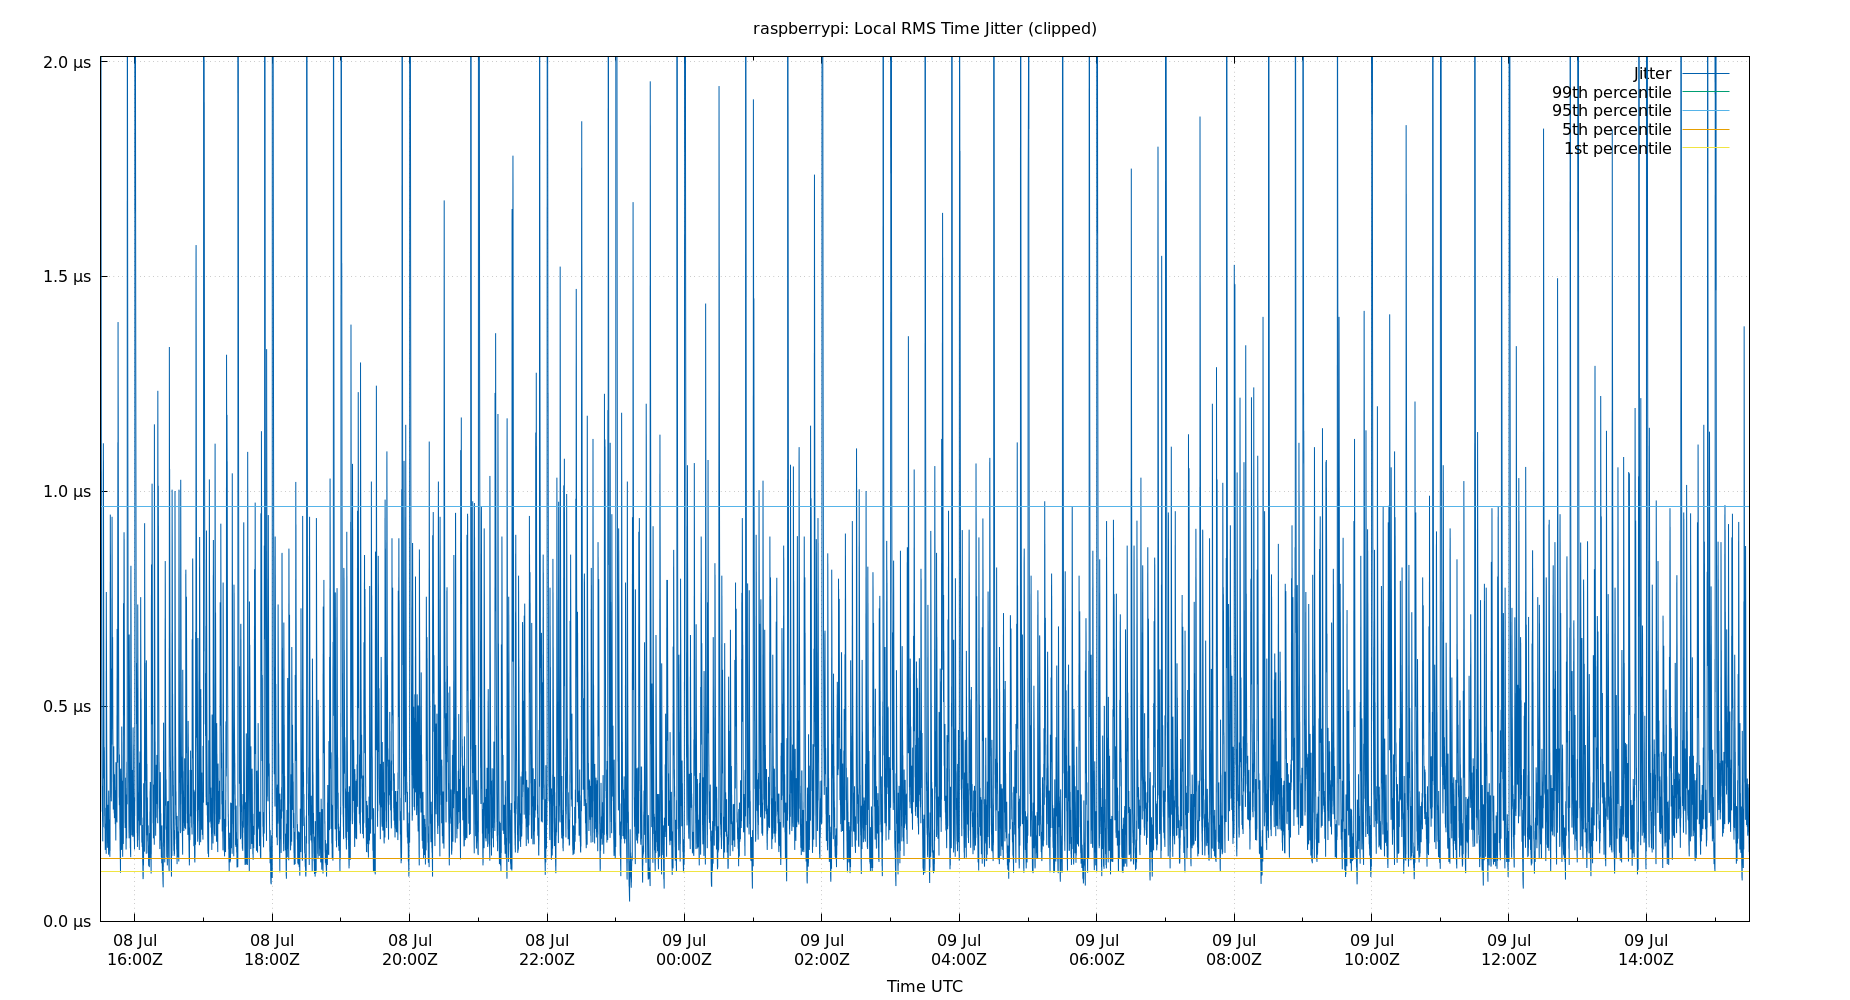 raspberrypi: Local RMS Time Jitter (clipped)
2.0 µs
1.5 µs
1.0 µs
0.5 µs
0.0 µs
Jitter
99th percentile
95th percentile
5th percentile
1st percentile
08 Jul 08 Jul 08 Jul 08 Jul 09 Jul 09 Jul 09 Jul 09 Jul 09 Jul 09 Jul 09 Jul 09 Jul
16:00Z 18:00Z 20:00Z 22:00Z 00:00Z 02:00Z 04:00Z 06:00Z 08:00Z 10:00Z 12:00Z 14:00Z
Time UTC